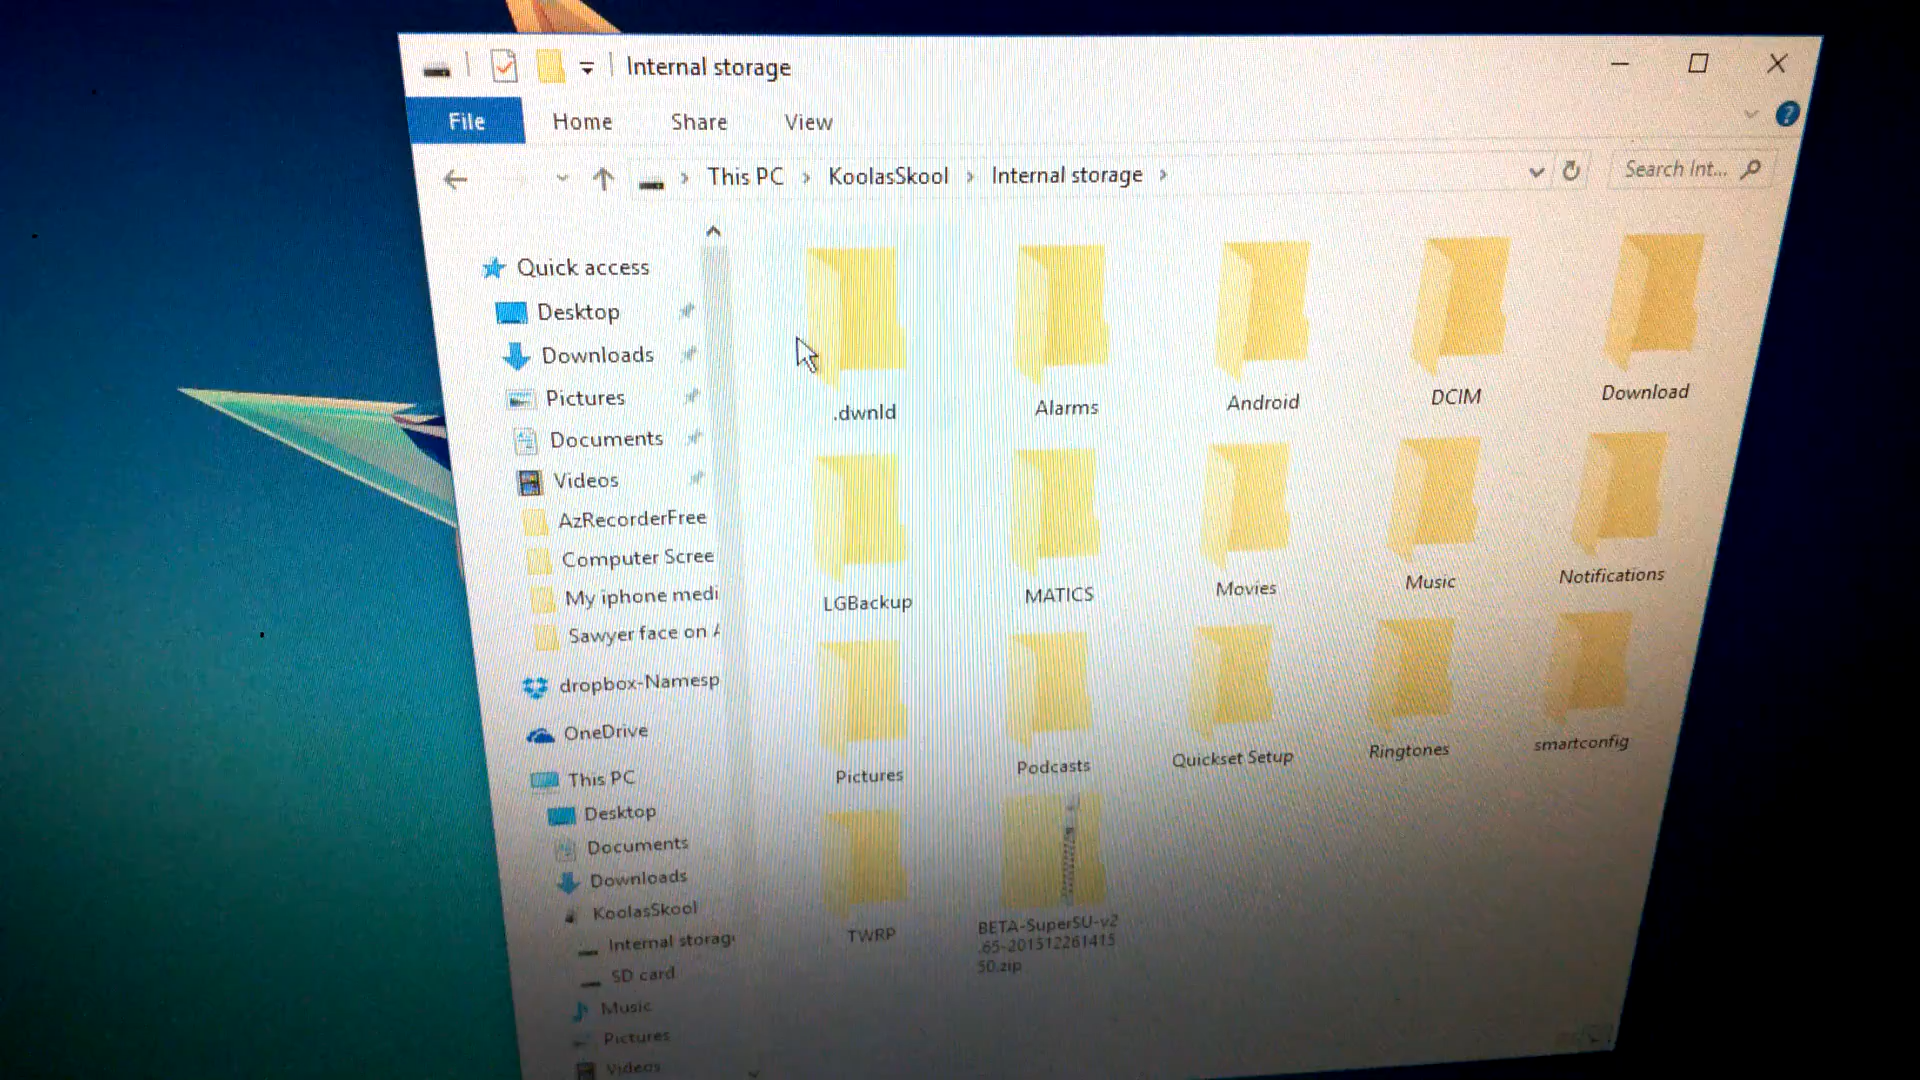 Internal storage
File Home Share View
This PC KoolasSkool Internal storage Search Int...
Quick access
Desktop
Downloads
Pictures
Documents
Videos
AzRecorderFree
Computer Scree
My iphone medi
Sawyer face on A
dropbox-Namesp
OneDrive
This PC
Desktop
Documents
Downloads
KoolasSkool
Internal storag
SD card
Music
Pictures
Videos
.dwnld Alarms Android DCIM Download
LGBackup MATICS Movies Music Notifications
Pictures Podcasts Quickset Setup Ringtones smartconfig
TWRP BETA-SuperSU-v2
.65-201512261415
50.zip